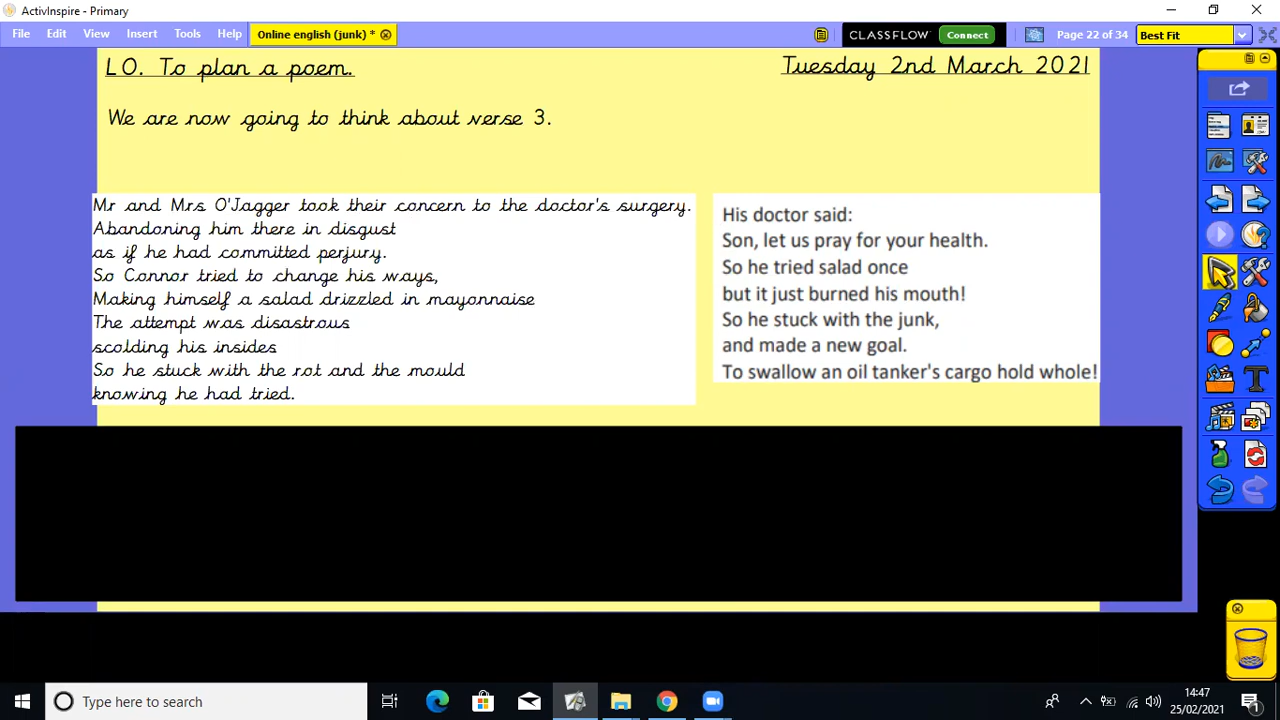 ActivInspire - Primary
File Edit View Insert Tools Help Online english (junk) * CLASSFLOW Connect Page 22 of 34 Best Fit
LO. To plan a poem. Tuesday 2nd March 2021
We are now going to think about verse 3.
Mr and Mrs O'Jagger took their concern to the doctor's surgery.
Abandoning him there in disgust
as if he had committed perjury.
So Connor tried to change his ways,
Making himself a salad drizzled in mayonnaise
The attempt was disastrous
scolding his insides
So he stuck with the rot and the mould
knowing he had tried.
His doctor said:
Son, let us pray for your health.
So he tried salad once
but it just burned his mouth!
So he stuck with the junk,
and made a new goal.
To swallow an oil tanker's cargo hold whole!
Type here to search
14:47
25/02/2021
1